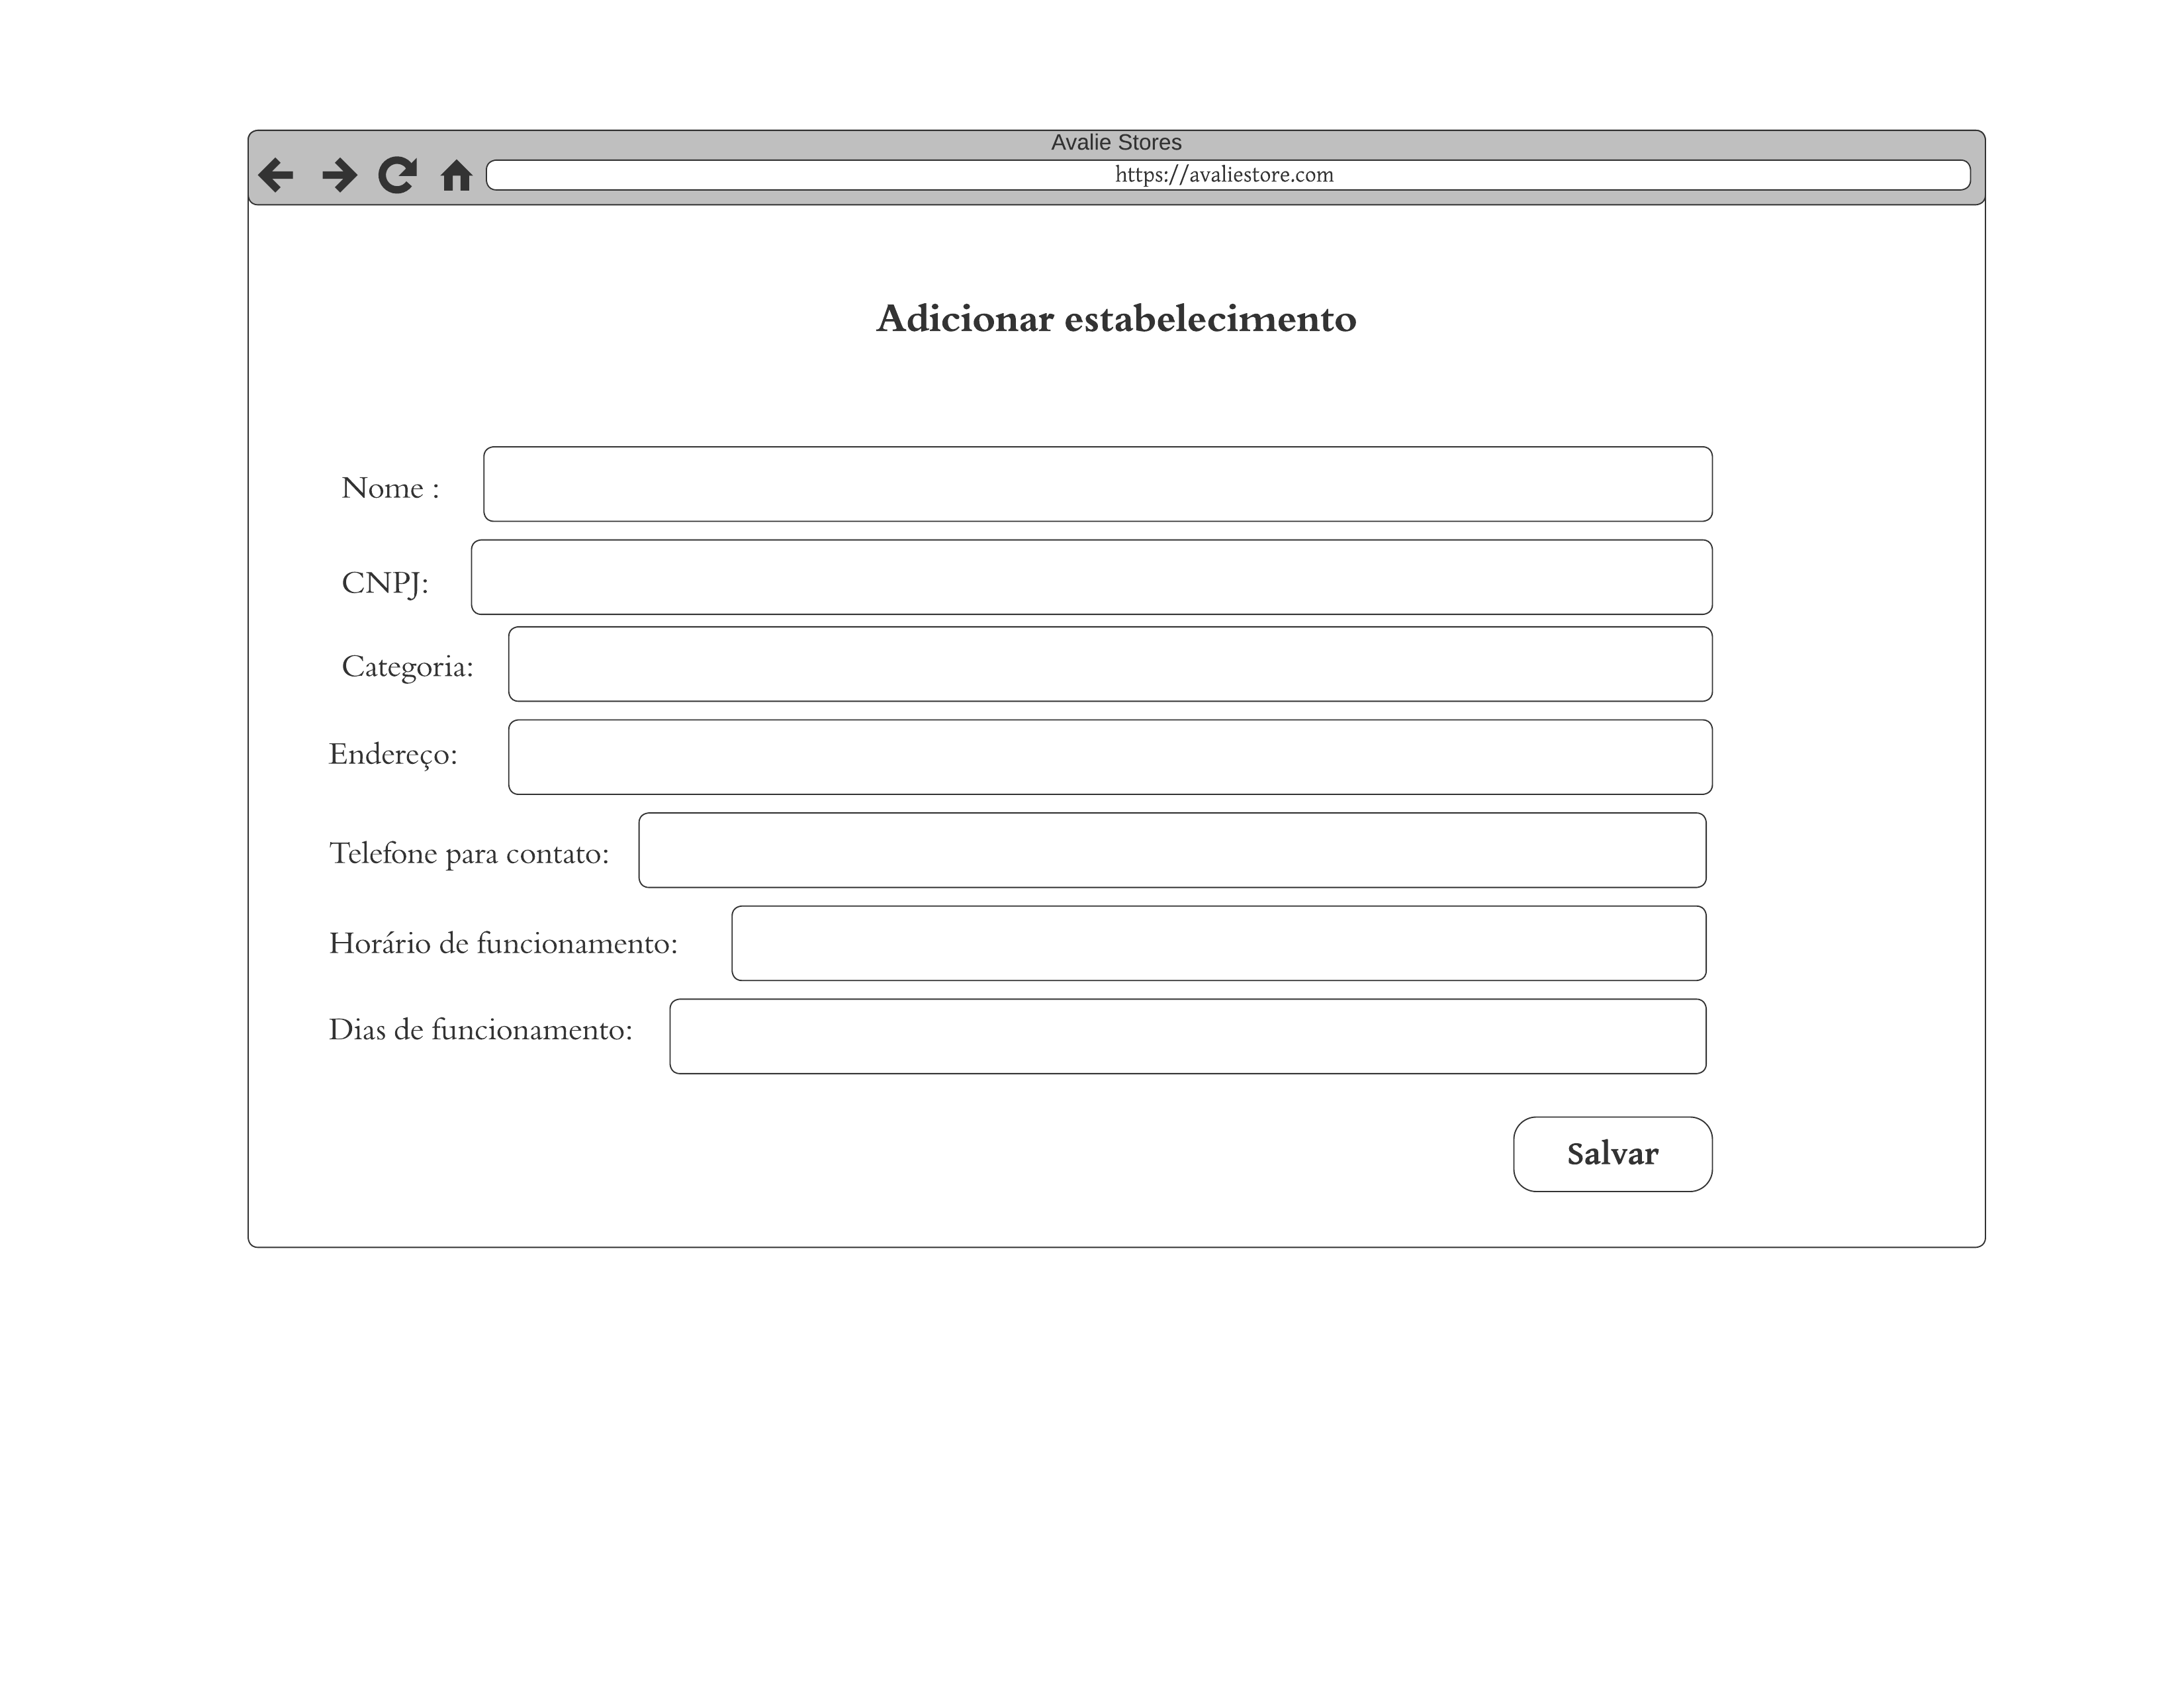 Avalie Stores
https://avaliestore.com
Adicionar estabelecimento
Nome :
CNPJ:
Categoria:
Endereço:
Telefone para contato:
Horário de funcionamento:
Dias de funcionamento:
Salvar